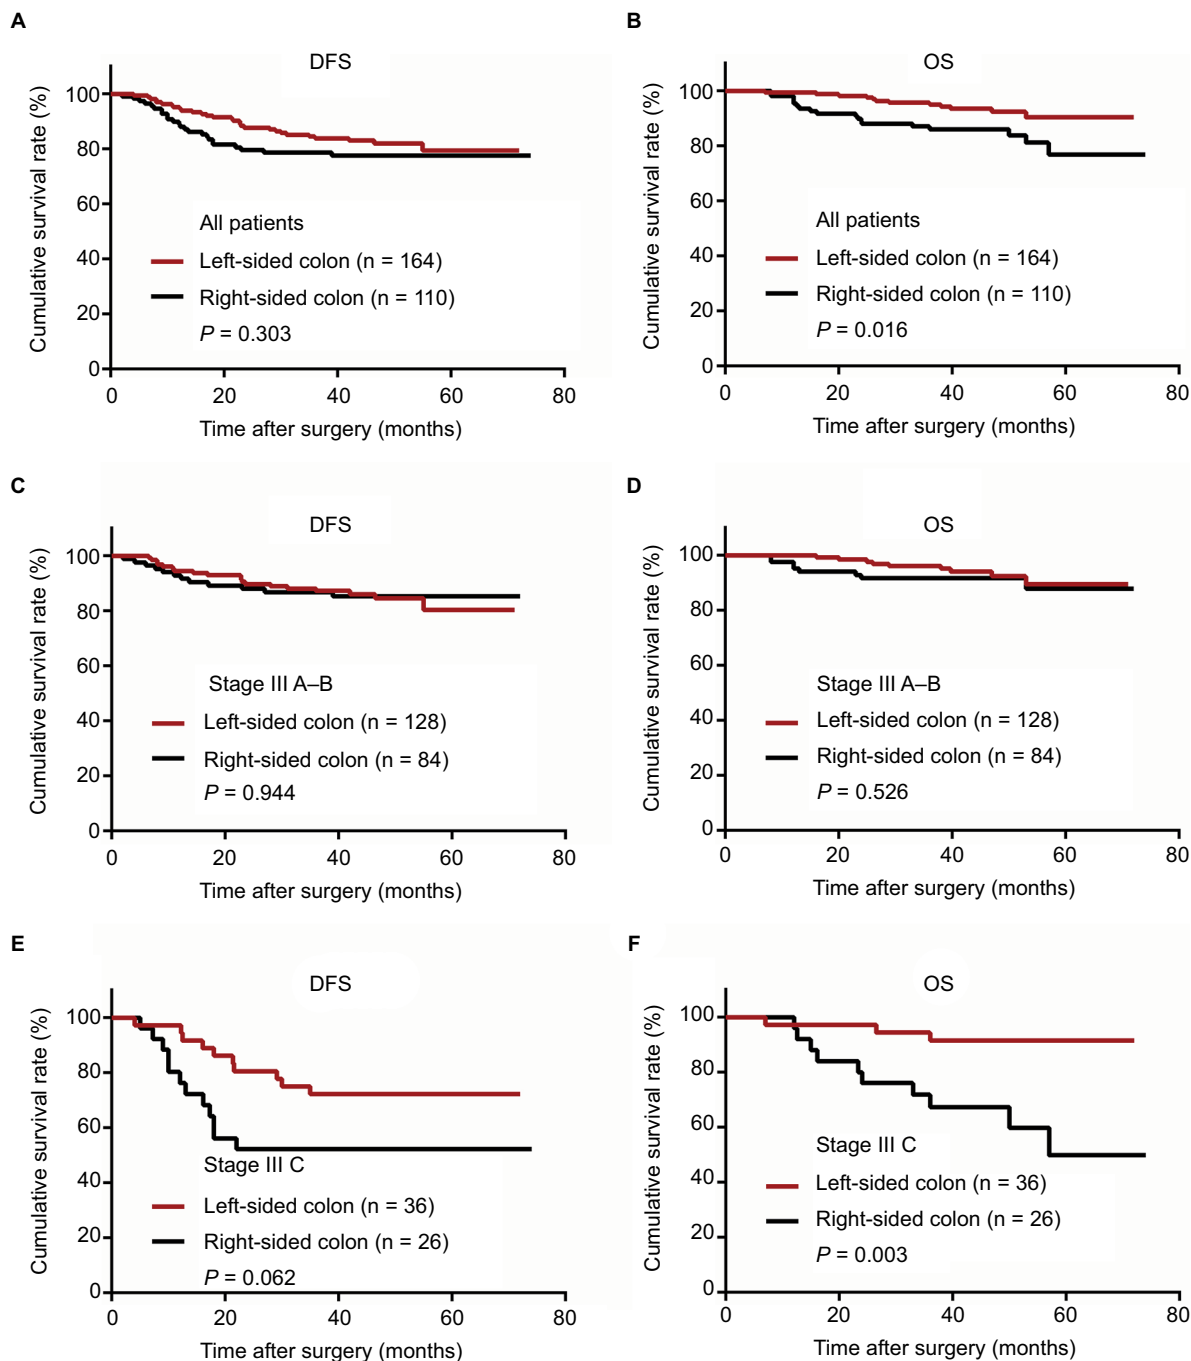 A
DFS
Cumulative survival rate (%)
100
80
60
40
20
0
All patients
Left-sided colon (n = 164)
Right-sided colon (n = 110)
P = 0.303
0 20 40 60 80
Time after surgery (months)
B
OS
Cumulative survival rate (%)
100
80
60
40
20
0
All patients
Left-sided colon (n = 164)
Right-sided colon (n = 110)
P = 0.016
0 20 40 60 80
Time after surgery (months)
C
DFS
Cumulative survival rate (%)
100
80
60
40
20
0
Stage III A–B
Left-sided colon (n = 128)
Right-sided colon (n = 84)
P = 0.944
0 20 40 60 80
Time after surgery (months)
D
OS
Cumulative survival rate (%)
100
80
60
40
20
0
Stage III A–B
Left-sided colon (n = 128)
Right-sided colon (n = 84)
P = 0.526
0 20 40 60 80
Time after surgery (months)
E
DFS
Cumulative survival rate (%)
100
80
60
40
20
0
Stage III C
Left-sided colon (n = 36)
Right-sided colon (n = 26)
P = 0.062
0 20 40 60 80
Time after surgery (months)
F
OS
Cumulative survival rate (%)
100
80
60
40
20
0
Stage III C
Left-sided colon (n = 36)
Right-sided colon (n = 26)
P = 0.003
0 20 40 60 80
Time after surgery (months)